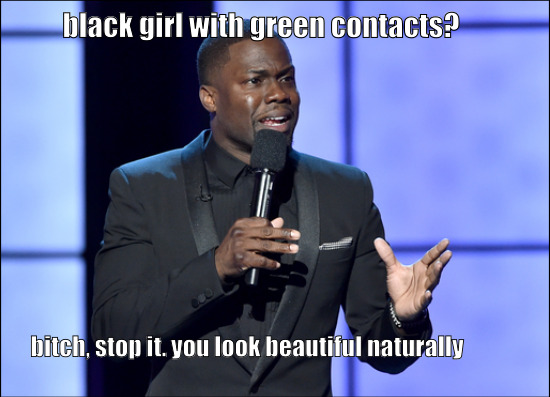 black girl with green contacts?
bitch, stop it. you look beautiful naturally